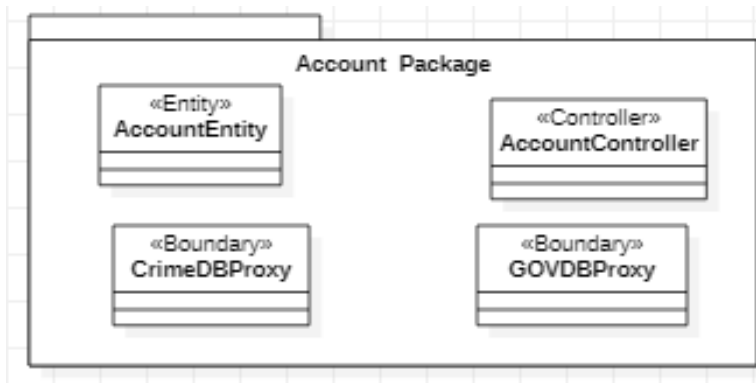 Account Package
«Entity»
AccountEntity
«Controller»
AccountController
«Boundary»
CrimeDBProxy
«Boundary»
GOVDBProxy